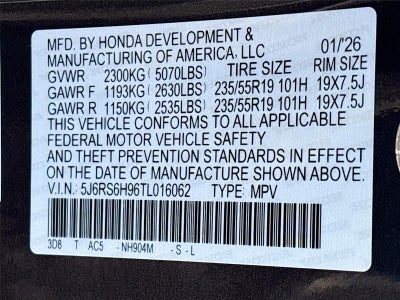 MFD. BY HONDA DEVELOPMENT &
MANUFACTURING OF AMERICA, LLC 01/'26
GVWR 2300KG (5070LBS) TIRE SIZE RIM SIZE
GAWR F 1193KG (2630LBS) 235/55R19 101H 19X7.5J
GAWR R 1150KG (2535LBS) 235/55R19 101H 19X7.5J
THIS VEHICLE CONFORMS TO ALL APPLICABLE
FEDERAL MOTOR VEHICLE SAFETY
AND THEFT PREVENTION STANDARDS IN EFFECT
ON THE DATE OF MANUFACTURE SHOWN ABOVE.
V.I.N. 5J6RS6H96TL016062 TYPE: MPV
3D8 T AC5 -NH904M -S-L